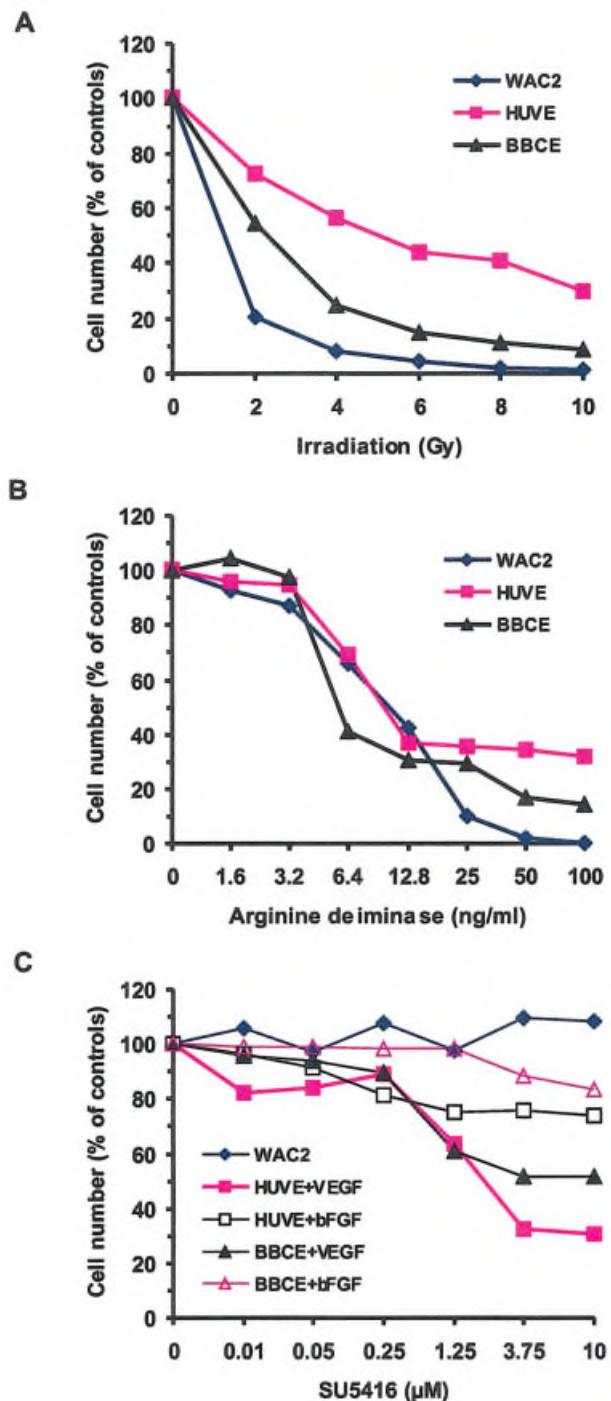 A
Cell number (% of controls)
120
100
80
60
40
20
0
WAC2
HUVE
BBCE
0 2 4 6 8 10
Irradiation (Gy)
B
Cell number (% of controls)
120
100
80
60
40
20
0
WAC2
HUVE
BBCE
0 1.6 3.2 6.4 12.8 25 50 100
Arginine deiminase (ng/ml)
C
Cell number (% of controls)
120
100
80
60
40
20
0
WAC2
HUVE+VEGF
HUVE+bFGF
BBCE+VEGF
BBCE+bFGF
0 0.01 0.05 0.25 1.25 3.75 10
SU5416 (µM)